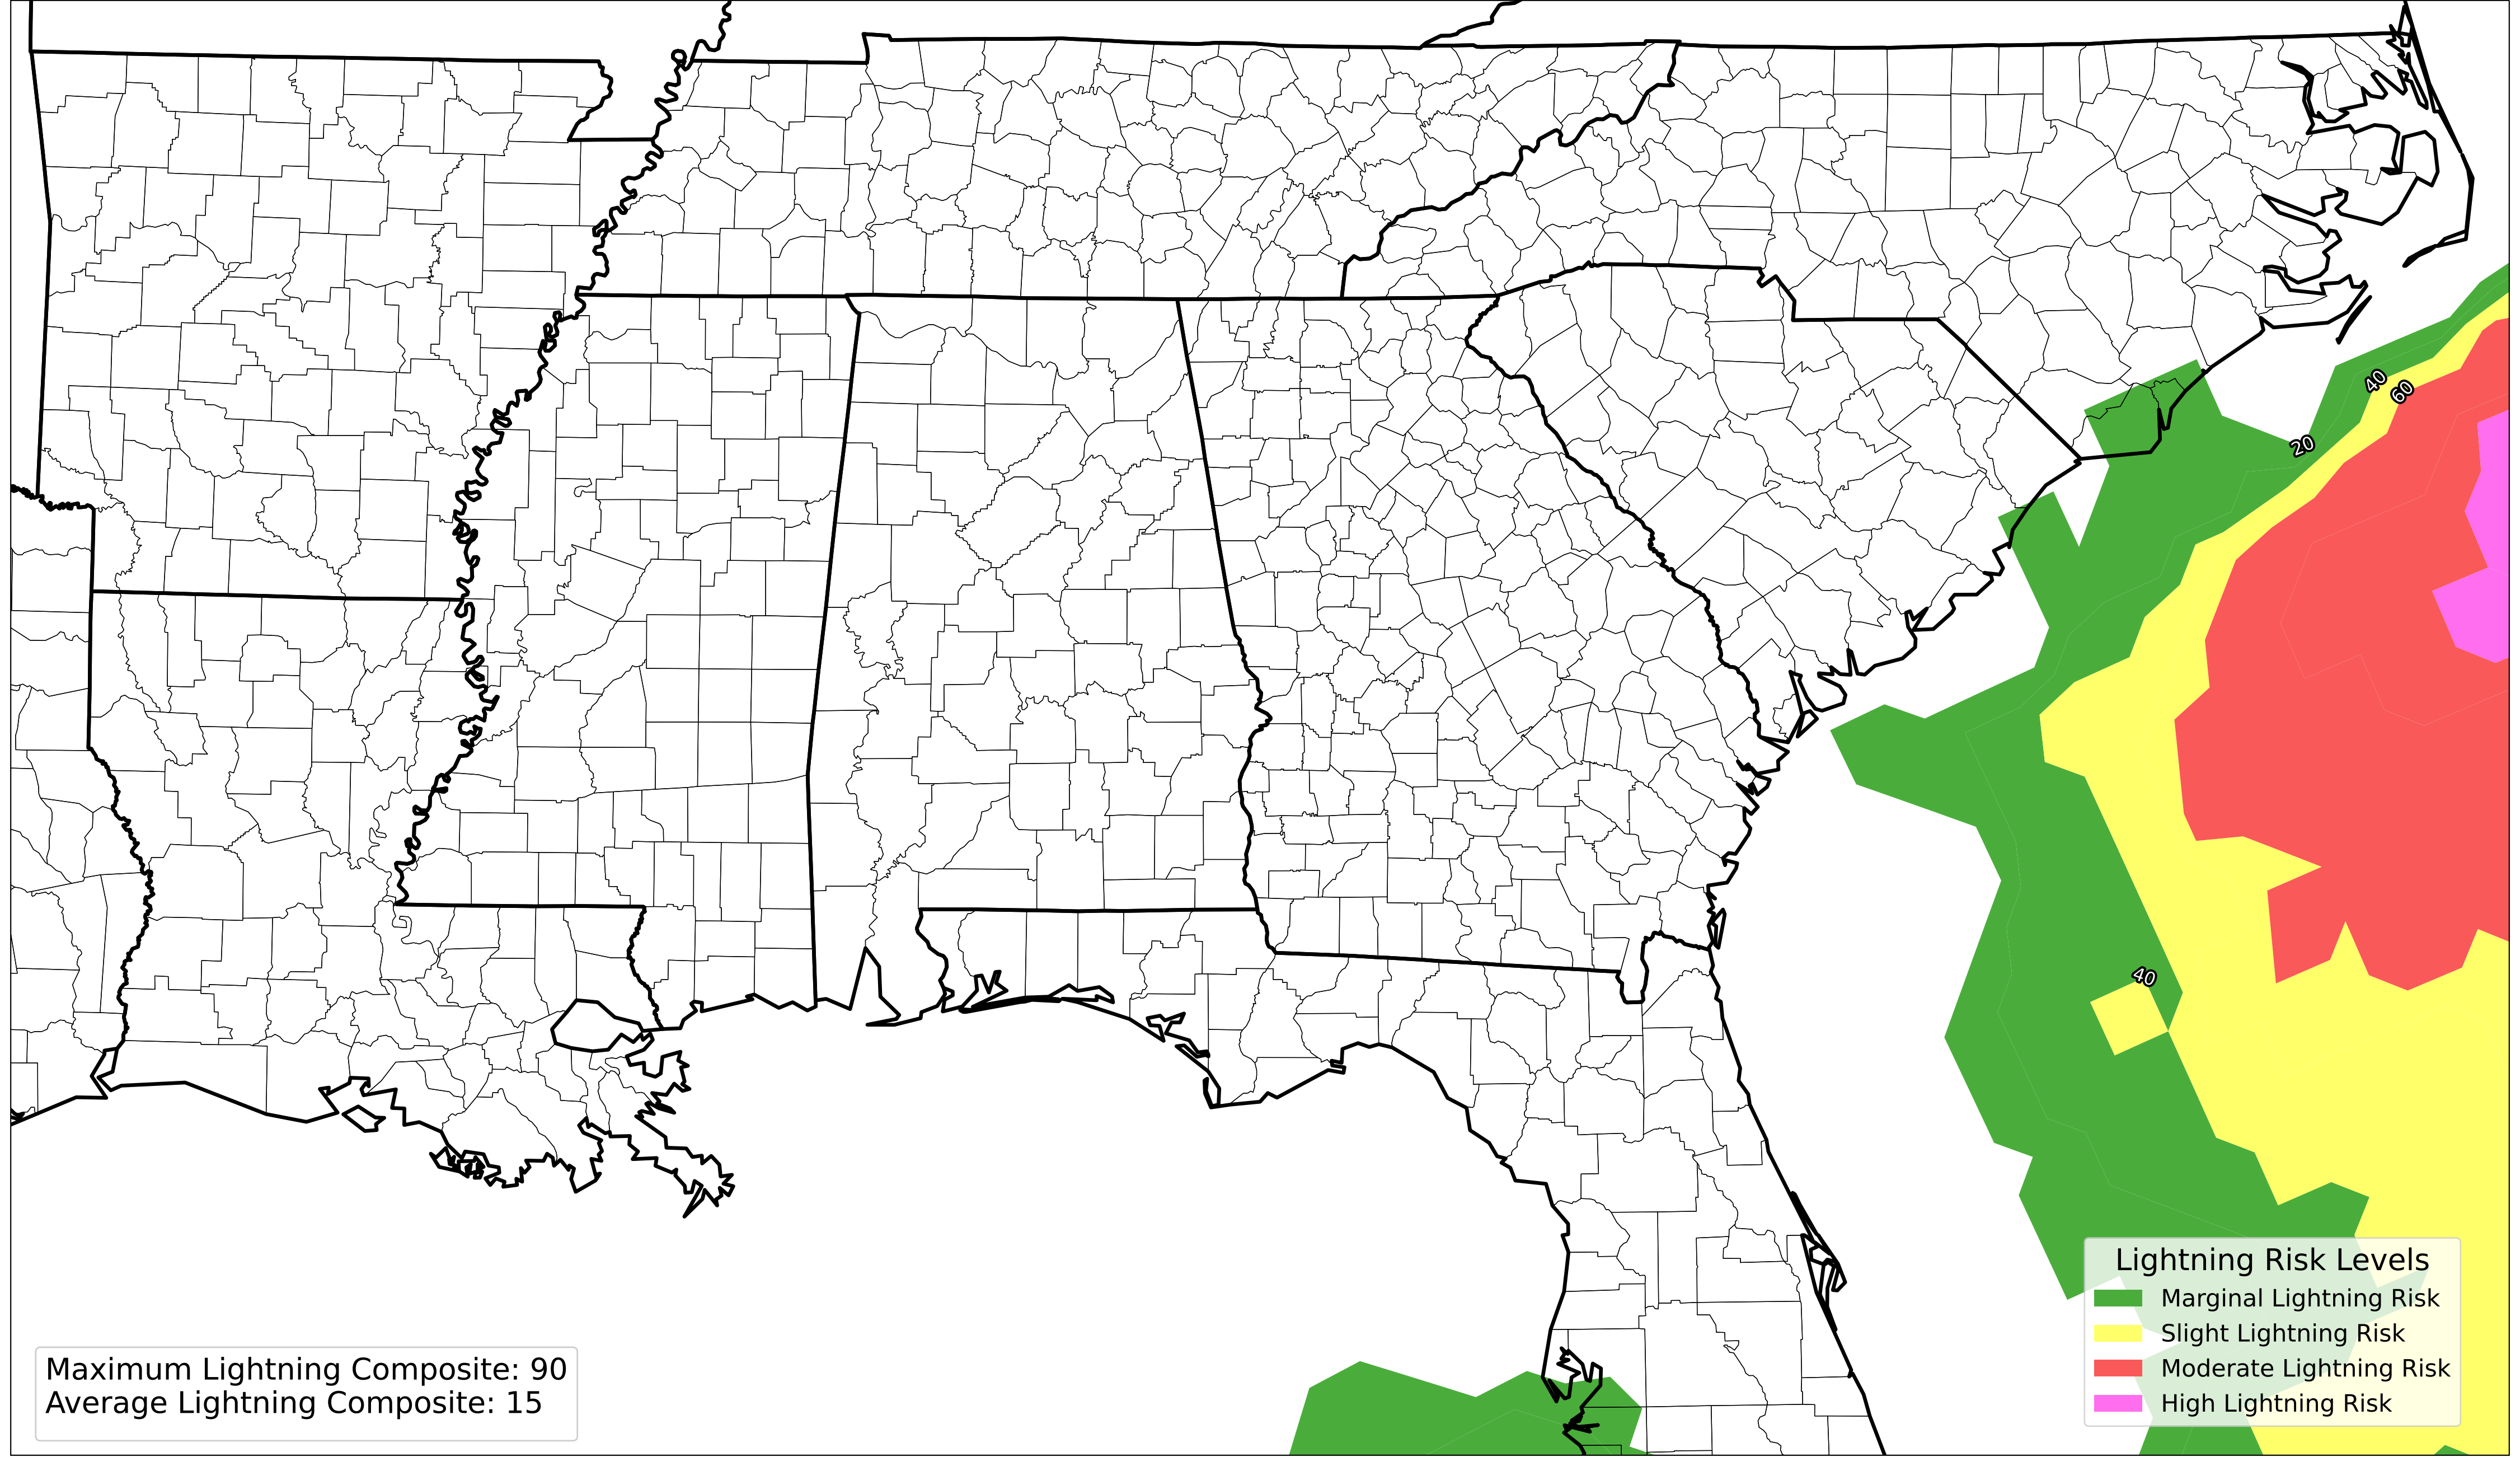 40
60
20
40
Lightning Risk Levels
Marginal Lightning Risk
Slight Lightning Risk
Moderate Lightning Risk
High Lightning Risk
Maximum Lightning Composite: 90
Average Lightning Composite: 15